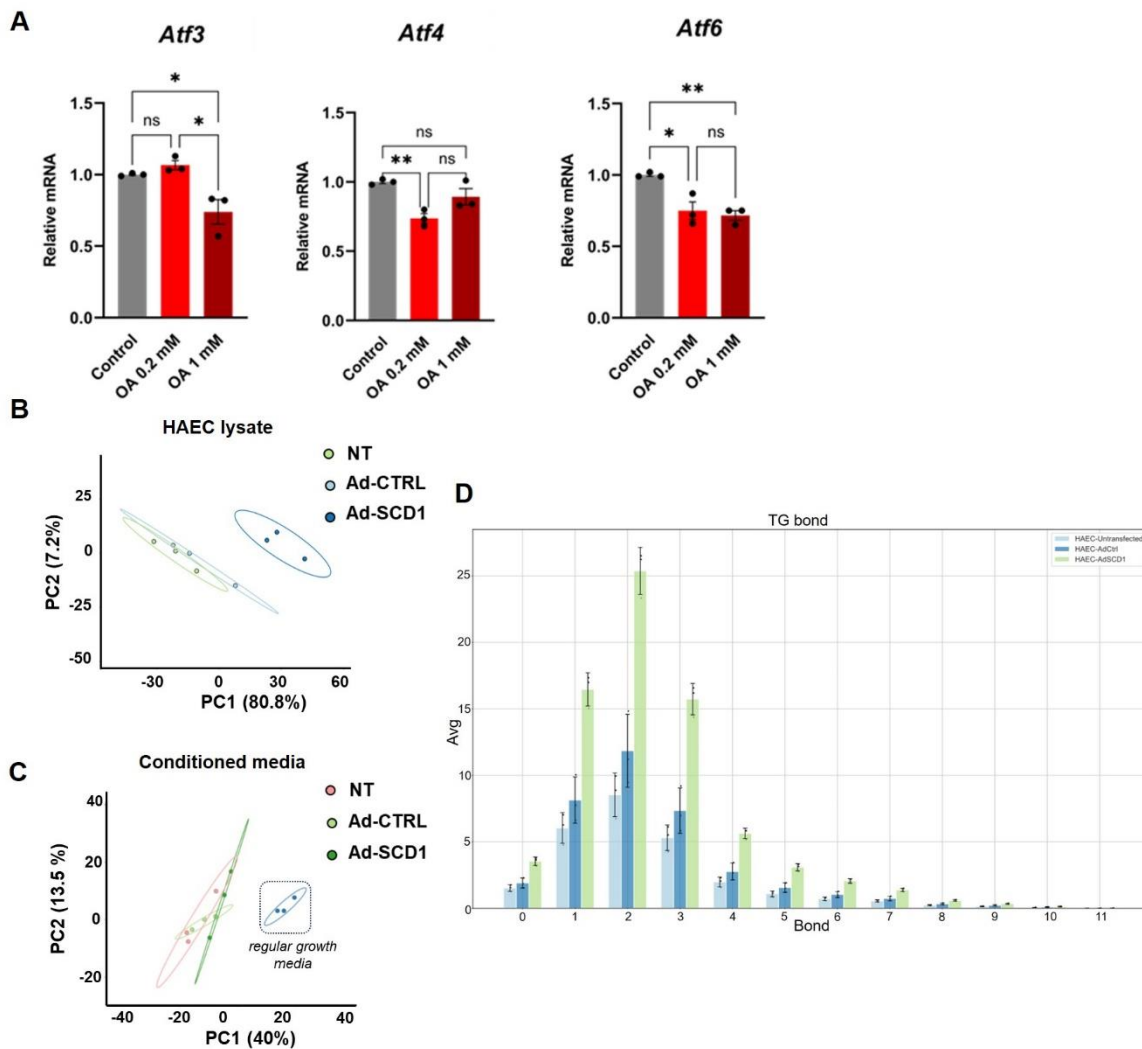 A
Atf3
Atf4
Atf6
Relative mRNA
1.5
1.0
0.5
0.0
*
ns
*
Control
OA 0.2 mM
OA 1 mM
Relative mRNA
1.5
1.0
0.5
0.0
ns
**
ns
Control
OA 0.2 mM
OA 1 mM
Relative mRNA
1.5
1.0
0.5
0.0
**
*
ns
Control
OA 0.2 mM
OA 1 mM
B
HAEC lysate
NT
Ad-CTRL
Ad-SCD1
PC2 (7.2%)
25
0
-25
-50
-30 0 30 60
PC1 (80.8%)
C
Conditioned media
NT
Ad-CTRL
Ad-SCD1
regular growth
media
PC2 (13.5 %)
40
20
0
-20
-40 -20 0 20 40
PC1 (40%)
D
TG bond
HAEC-Untransfected
HAEC-AdCtrl
HAEC-AdSCD1
Avg
25
20
15
10
5
0
0 1 2 3 4 5 6 7 8 9 10 11
Bond